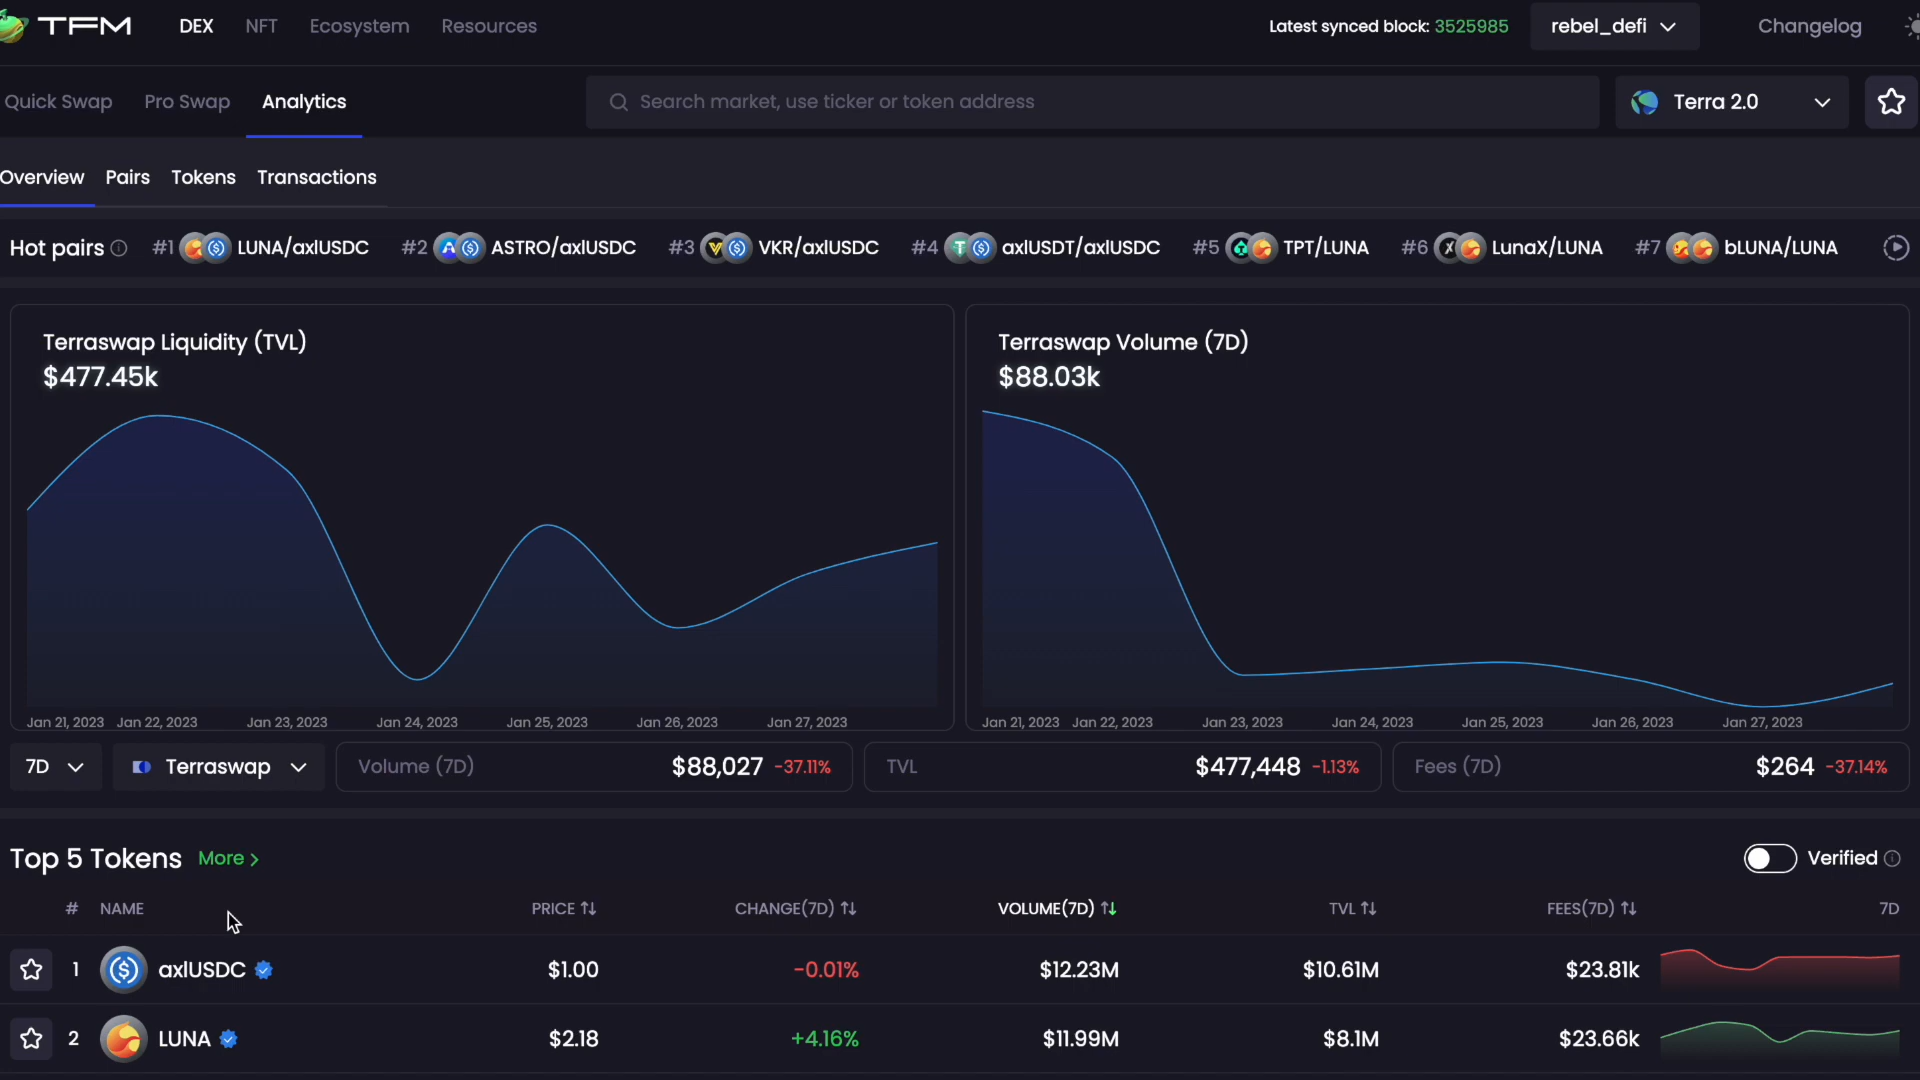 TFM DEX NFT Ecosystem Resources Latest synced block: 3525985 rebel_defi Changelog
Quick Swap Pro Swap Analytics Search market, use ticker or token address Terra 2.0
Overview Pairs Tokens Transactions
Hot pairs #1 LUNA/axlUSDC #2 ASTRO/axlUSDC #3 VKR/axlUSDC #4 axlUSDT/axlUSDC #5 TPT/LUNA #6 LunaX/LUNA #7 bLUNA/LUNA
Terraswap Liquidity (TVL)
$477.45k
Jan 21, 2023 Jan 22, 2023 Jan 23, 2023 Jan 24, 2023 Jan 25, 2023 Jan 26, 2023 Jan 27, 2023
Terraswap Volume (7D)
$88.03k
Jan 21, 2023 Jan 22, 2023 Jan 23, 2023 Jan 24, 2023 Jan 25, 2023 Jan 26, 2023 Jan 27, 2023
7D Terraswap Volume (7D) $88,027 -37.11% TVL $477,448 -1.13% Fees (7D) $264 -37.14%
Top 5 Tokens More > Verified
# NAME PRICE CHANGE(7D) VOLUME(7D) TVL FEES(7D) 7D
1 axlUSDC $1.00 -0.01% $12.23M $10.61M $23.81k
2 LUNA $2.18 +4.16% $11.99M $8.1M $23.66k